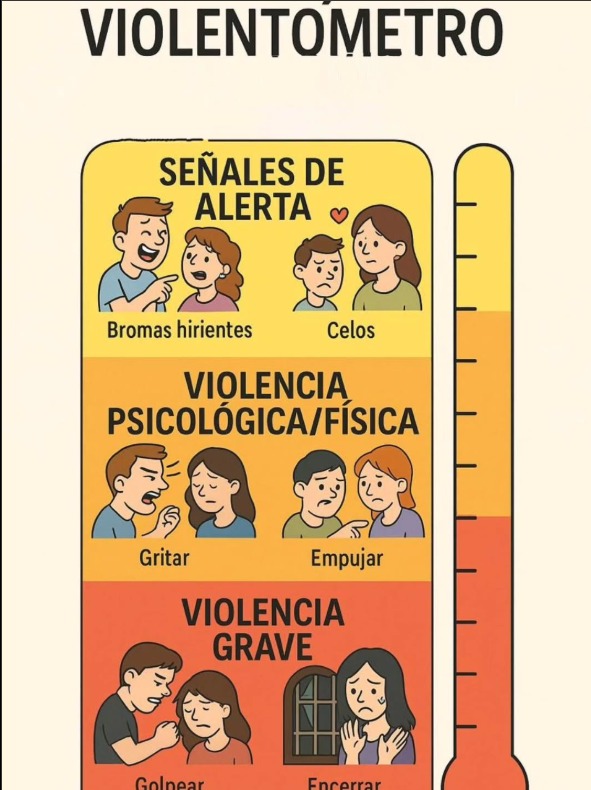 VIOLENTÓMETRO
SEÑALES DE
ALERTA
Bromas hirientes
Celos
VIOLENCIA
PSICOLÓGICA/FÍSICA
Gritar
Empujar
VIOLENCIA
GRAVE
Golpear
Encerrar